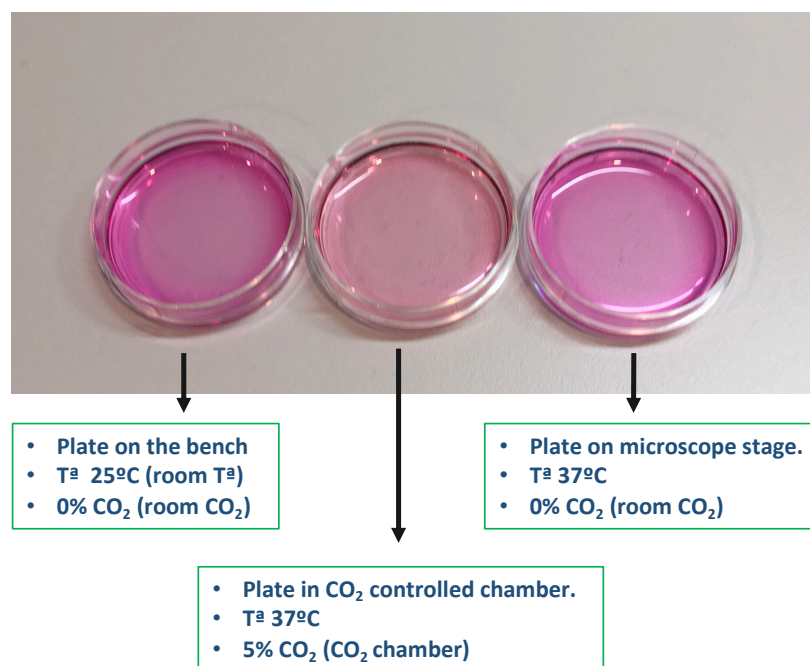 • Plate on the bench
• Tª 25ºC (room Tª)
• 0% CO₂ (room CO₂)
• Plate on microscope stage.
• Tª 37ºC
• 0% CO₂ (room CO₂)
• Plate in CO₂ controlled chamber.
• Tª 37ºC
• 5% CO₂ (CO₂ chamber)